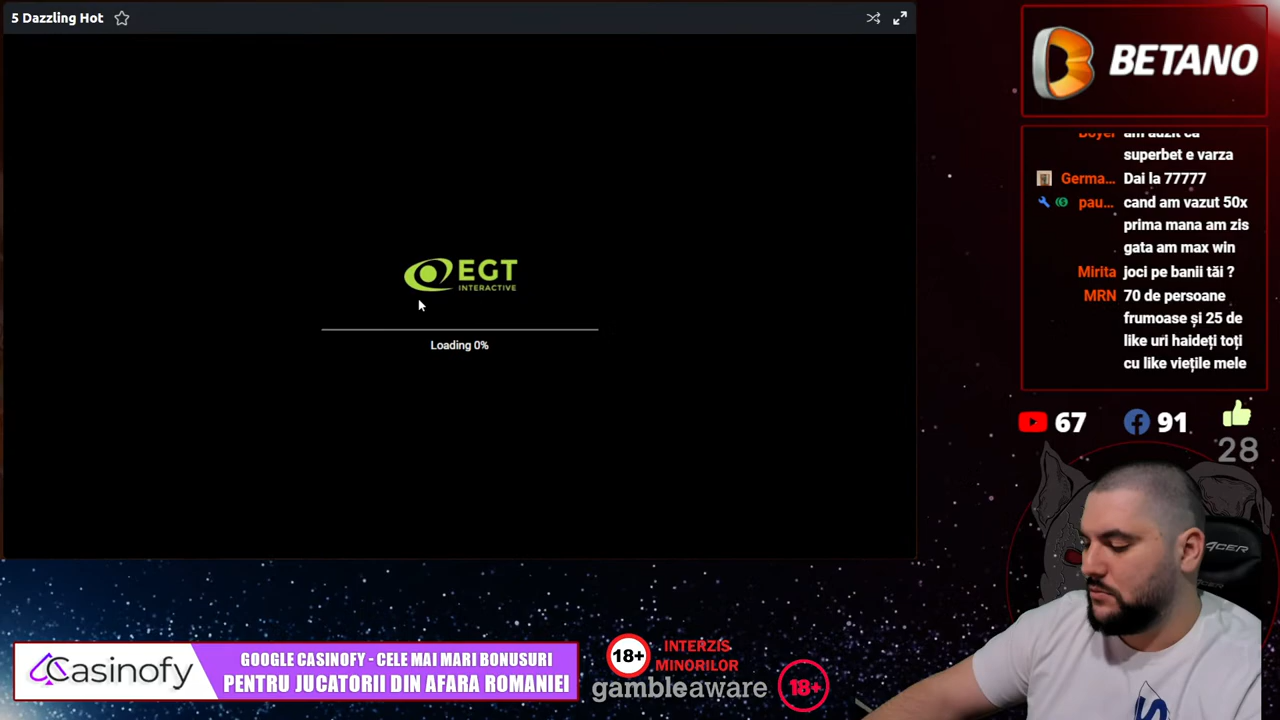 5 Dazzling Hot
EGT
INTERACTIVE
Loading 0%
BETANO
superbet e varza
Germa... Dai la 77777
pau... cand am vazut 50x
prima mana am zis
gata am max win
Mirita joci pe banii tăi ?
MRN 70 de persoane
frumoase și 25 de
like uri haideți toți
cu like viețile mele
67
91
28
ACER
Casinofy
GOOGLE CASINOFY - CELE MAI MARI BONUSURI
PENTRU JUCATORII DIN AFARA ROMANIEI
18+
INTERZIS
MINORILOR
gambleaware
18+